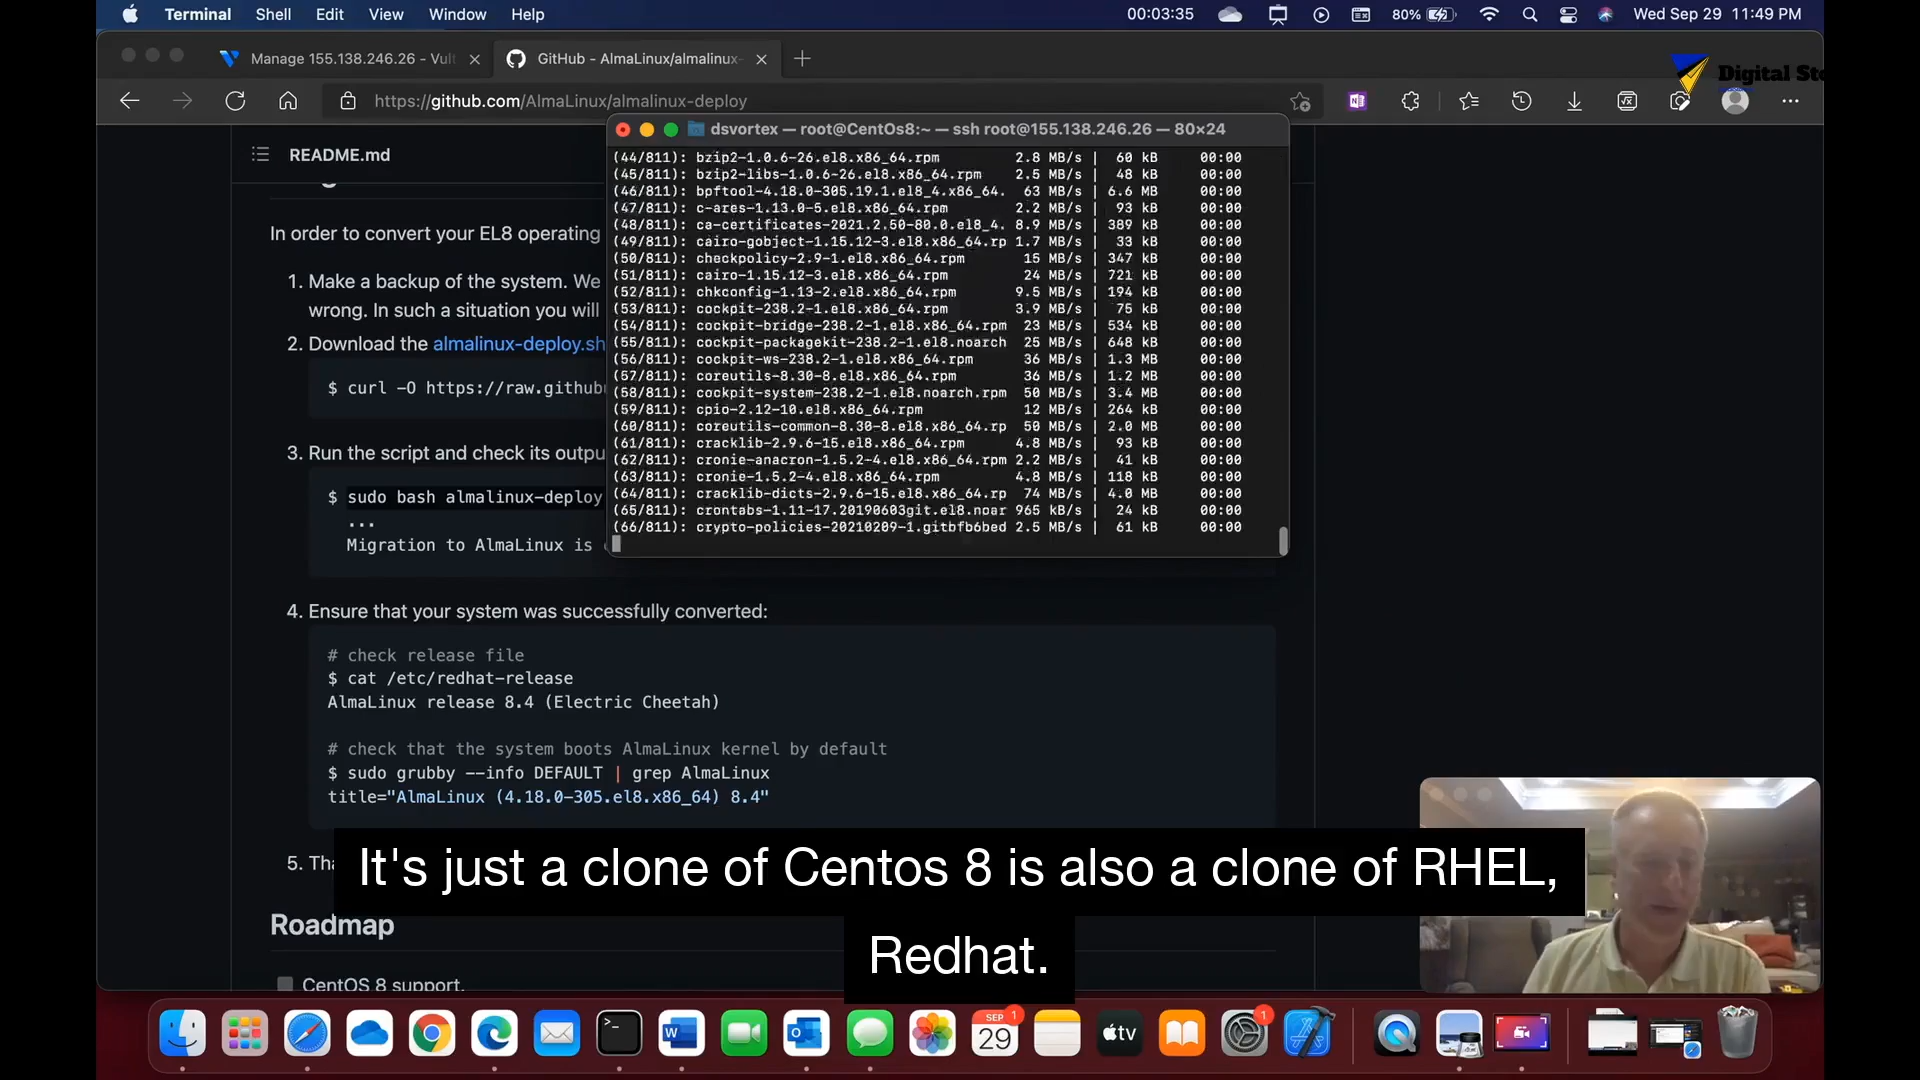 Terminal Shell Edit View Window Help 00:03:35 80% Wed Sep 29 11:49 PM
Manage 155.138.246.26 - Vult
GitHub - AlmaLinux/almalinux-
Digital Sto
https://github.com/AlmaLinux/almalinux-deploy
dsvortex — root@CentOs8:~ — ssh root@155.138.246.26 — 80×24
(44/811): bzip2-1.0.6-26.el8.x86_64.rpm 2.8 MB/s | 60 kB 00:00
(45/811): bzip2-libs-1.0.6-26.el8.x86_64.rpm 2.5 MB/s | 48 kB 00:00
(46/811): bpftool-4.18.0-305.19.1.el8_4.x86_64. 63 MB/s | 6.6 MB 00:00
(47/811): c-ares-1.13.0-5.el8.x86_64.rpm 2.2 MB/s | 93 kB 00:00
(48/811): ca-certificates-2021.2.50-80.0.el8_4. 8.9 MB/s | 389 kB 00:00
(49/811): cairo-gobject-1.15.12-3.el8.x86_64.rp 1.7 MB/s | 33 kB 00:00
(50/811): checkpolicy-2.9-1.el8.x86_64.rpm 15 MB/s | 347 kB 00:00
(51/811): cairo-1.15.12-3.el8.x86_64.rpm 24 MB/s | 721 kB 00:00
(52/811): chkconfig-1.13-2.el8.x86_64.rpm 9.5 MB/s | 194 kB 00:00
(53/811): cockpit-238.2-1.el8.x86_64.rpm 3.9 MB/s | 75 kB 00:00
(54/811): cockpit-bridge-238.2-1.el8.x86_64.rpm 23 MB/s | 534 kB 00:00
(55/811): cockpit-packagekit-238.2-1.el8.noarch 25 MB/s | 648 kB 00:00
(56/811): cockpit-ws-238.2-1.el8.x86_64.rpm 36 MB/s | 1.3 MB 00:00
(57/811): coreutils-8.30-8.el8.x86_64.rpm 36 MB/s | 1.2 MB 00:00
(58/811): cockpit-system-238.2-1.el8.noarch.rpm 50 MB/s | 3.4 MB 00:00
(59/811): cpio-2.12-10.el8.x86_64.rpm 12 MB/s | 264 kB 00:00
(60/811): coreutils-common-8.30-8.el8.x86_64.rp 50 MB/s | 2.0 MB 00:00
(61/811): cracklib-2.9.6-15.el8.x86_64.rpm 4.8 MB/s | 93 kB 00:00
(62/811): cronie-anacron-1.5.2-4.el8.x86_64.rpm 2.2 MB/s | 41 kB 00:00
(63/811): cronie-1.5.2-4.el8.x86_64.rpm 4.8 MB/s | 118 kB 00:00
(64/811): cracklib-dicts-2.9.6-15.el8.x86_64.rp 74 MB/s | 4.0 MB 00:00
(65/811): crontabs-1.11-17.20190603git.el8.noar 965 kB/s | 24 kB 00:00
(66/811): crypto-policies-20210209-1.gitbfb6bed 2.5 MB/s | 61 kB 00:00
README.md
In order to convert your EL8 operating
1. Make a backup of the system. We
wrong. In such a situation you will
2. Download the almalinux-deploy.sh
$ curl -O https://raw.github
3. Run the script and check its outpu
$ sudo bash almalinux-deploy
...
Migration to AlmaLinux is
4. Ensure that your system was successfully converted:
# check release file
$ cat /etc/redhat-release
AlmaLinux release 8.4 (Electric Cheetah)
# check that the system boots AlmaLinux kernel by default
$ sudo grubby --info DEFAULT | grep AlmaLinux
title="AlmaLinux (4.18.0-305.el8.x86_64) 8.4"
5. Tha
It's just a clone of Centos 8 is also a clone of RHEL,
Redhat.
Roadmap
CentOS 8 support.
SEP 1
29
tv
1